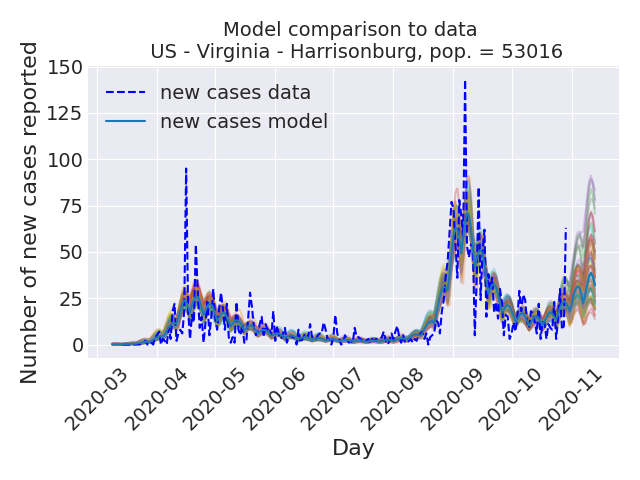 Model comparison to data
US - Virginia - Harrisonburg, pop. = 53016
Number of new cases reported
150
125
100
75
50
25
0
new cases data
new cases model
2020-03
2020-04
2020-05
2020-06
2020-07
2020-08
2020-09
2020-10
2020-11
Day